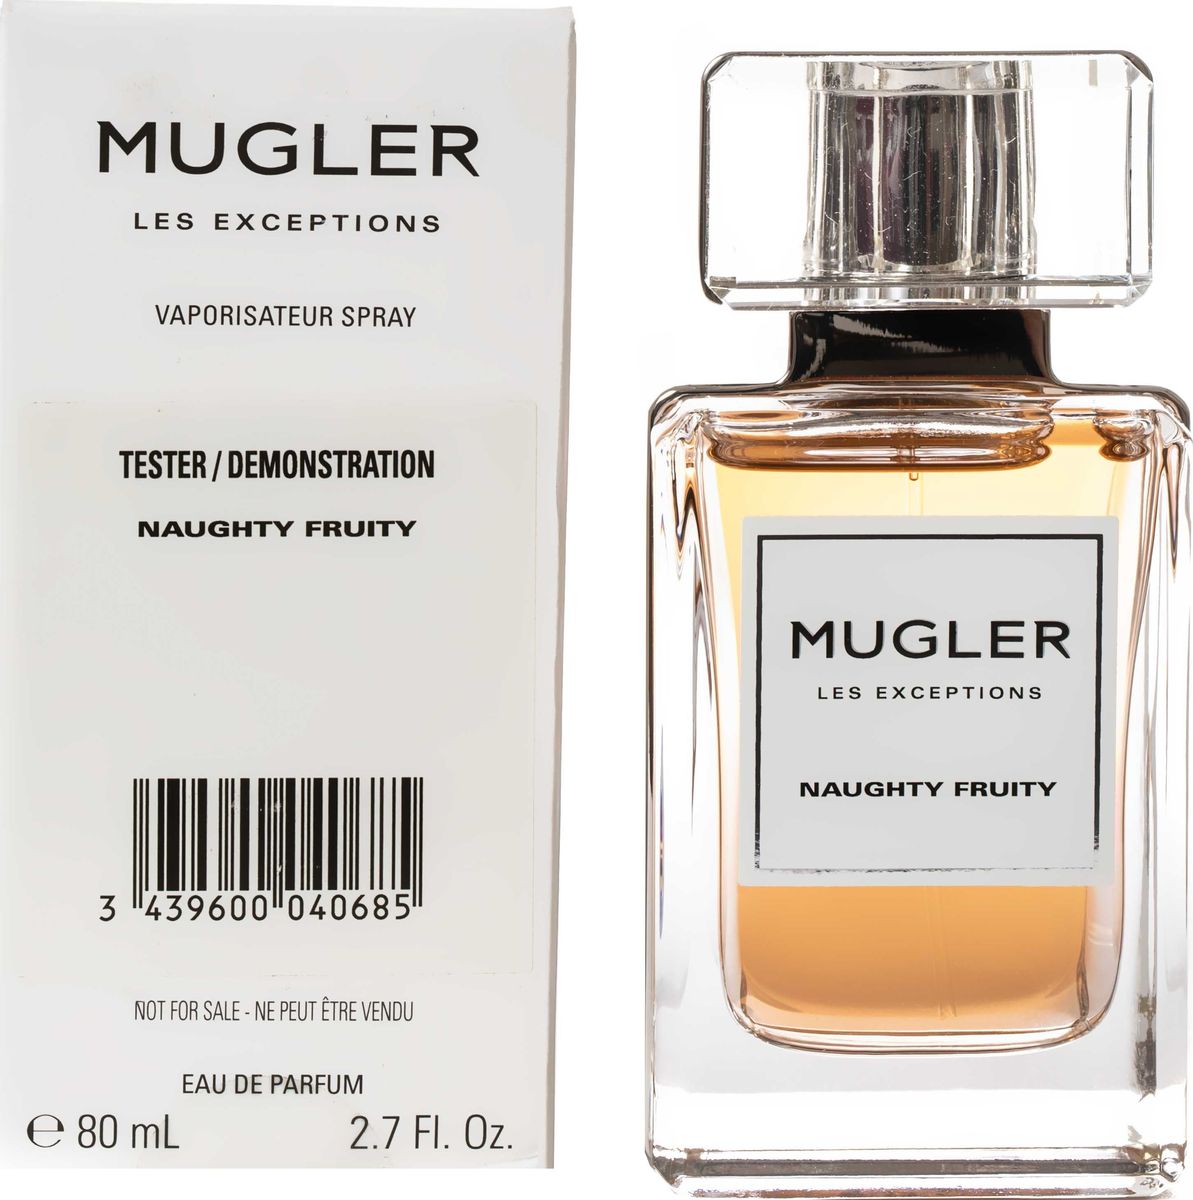 MUGLER
LES EXCEPTIONS
VAPORISATEUR SPRAY
TESTER / DEMONSTRATION
NAUGHTY FRUITY
3 439600 040685
NOT FOR SALE - NE PEUT ÊTRE VENDU
EAU DE PARFUM
℮ 80 mL 2.7 Fl. Oz.
MUGLER
LES EXCEPTIONS
NAUGHTY FRUITY